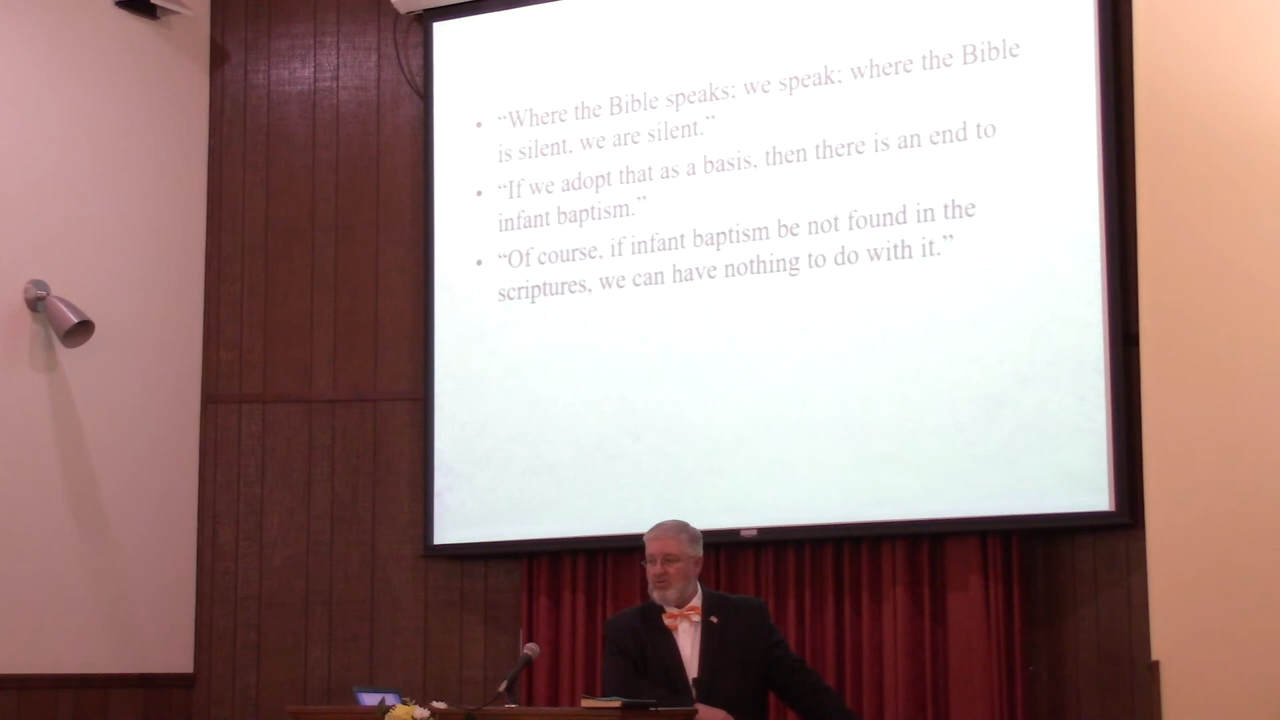 • “Where the Bible speaks; we speak; where the Bible
is silent, we are silent.”
• “If we adopt that as a basis, then there is an end to
infant baptism.”
• “Of course, if infant baptism be not found in the
scriptures, we can have nothing to do with it.”